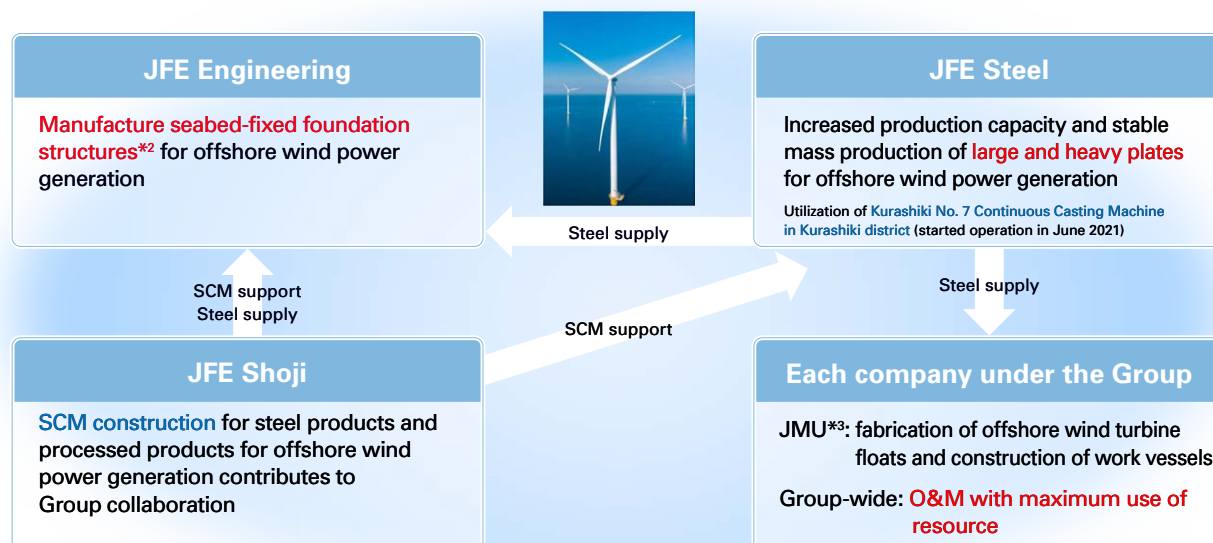 JFE Engineering
Manufacture seabed-fixed foundation
structures*2 for offshore wind power
generation
JFE Steel
Increased production capacity and stable
mass production of large and heavy plates
for offshore wind power generation
Utilization of Kurashiki No. 7 Continuous Casting Machine
in Kurashiki district (started operation in June 2021)
Steel supply
SCM support
Steel supply
SCM support
Steel supply
JFE Shoji
SCM construction for steel products and
processed products for offshore wind
power generation contributes to
Group collaboration
Each company under the Group
JMU*3: fabrication of offshore wind turbine
floats and construction of work vessels
Group-wide: O&M with maximum use of
resource